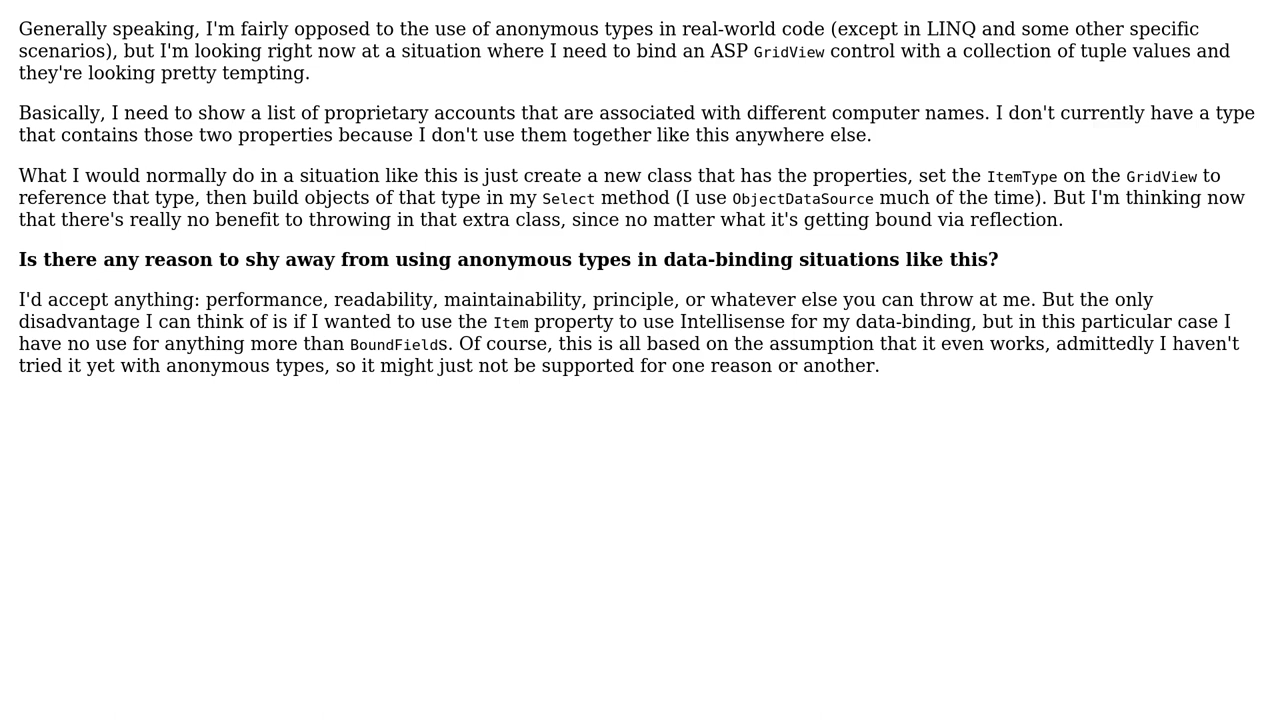 Generally speaking, I'm fairly opposed to the use of anonymous types in real-world code (except in LINQ and some other specific
scenarios), but I'm looking right now at a situation where I need to bind an ASP GridView control with a collection of tuple values and
they're looking pretty tempting.
Basically, I need to show a list of proprietary accounts that are associated with different computer names. I don't currently have a type
that contains those two properties because I don't use them together like this anywhere else.
What I would normally do in a situation like this is just create a new class that has the properties, set the ItemType on the GridView to
reference that type, then build objects of that type in my Select method (I use ObjectDataSource much of the time). But I'm thinking now
that there's really no benefit to throwing in that extra class, since no matter what it's getting bound via reflection.
Is there any reason to shy away from using anonymous types in data-binding situations like this?
I'd accept anything: performance, readability, maintainability, principle, or whatever else you can throw at me. But the only
disadvantage I can think of is if I wanted to use the Item property to use Intellisense for my data-binding, but in this particular case I
have no use for anything more than BoundFields. Of course, this is all based on the assumption that it even works, admittedly I haven't
tried it yet with anonymous types, so it might just not be supported for one reason or another.